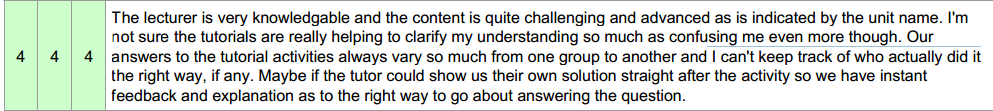 The lecturer is very knowledgable and the content is quite challenging and advanced as is indicated by the unit name. I'm
not sure the tutorials are really helping to clarify my understanding so much as confusing me even more though. Our
4 4 4 answers to the tutorial activities always vary so much from one group to another and I can't keep track of who actually did it
the right way, if any. Maybe if the tutor could show us their own solution straight after the activity so we have instant
feedback and explanation as to the right way to go about answering the question.